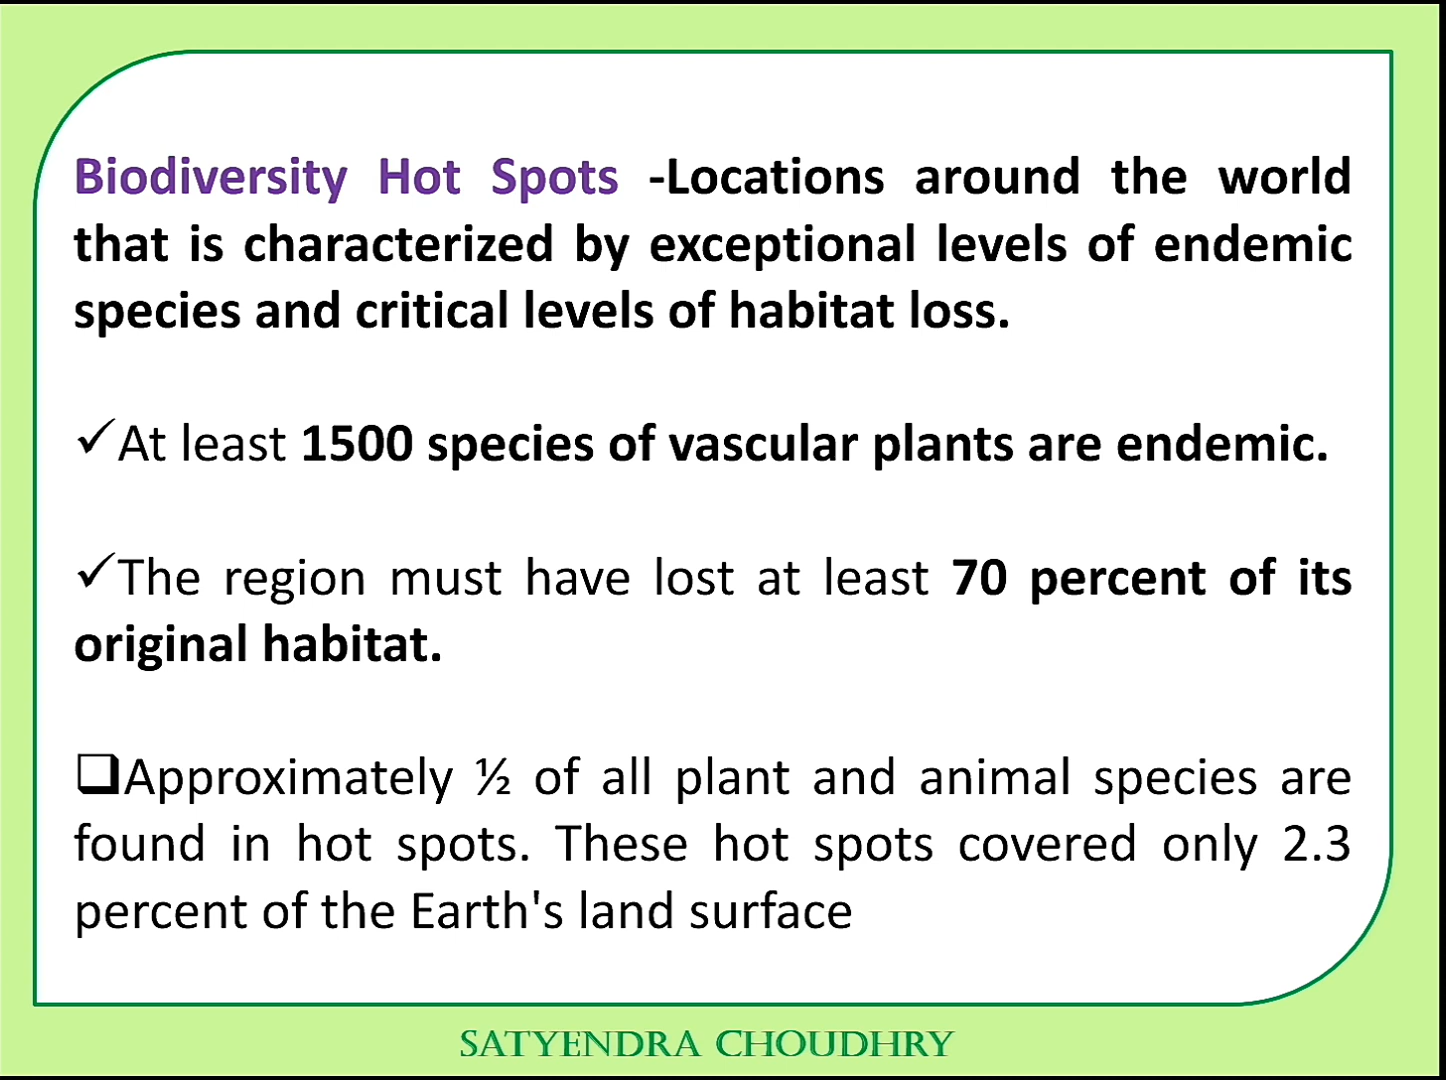 Biodiversity Hot Spots -Locations around the world
that is characterized by exceptional levels of endemic
species and critical levels of habitat loss.
✓At least 1500 species of vascular plants are endemic.
✓The region must have lost at least 70 percent of its
original habitat.
❑Approximately ½ of all plant and animal species are
found in hot spots. These hot spots covered only 2.3
percent of the Earth's land surface
SATYENDRA CHOUDHRY